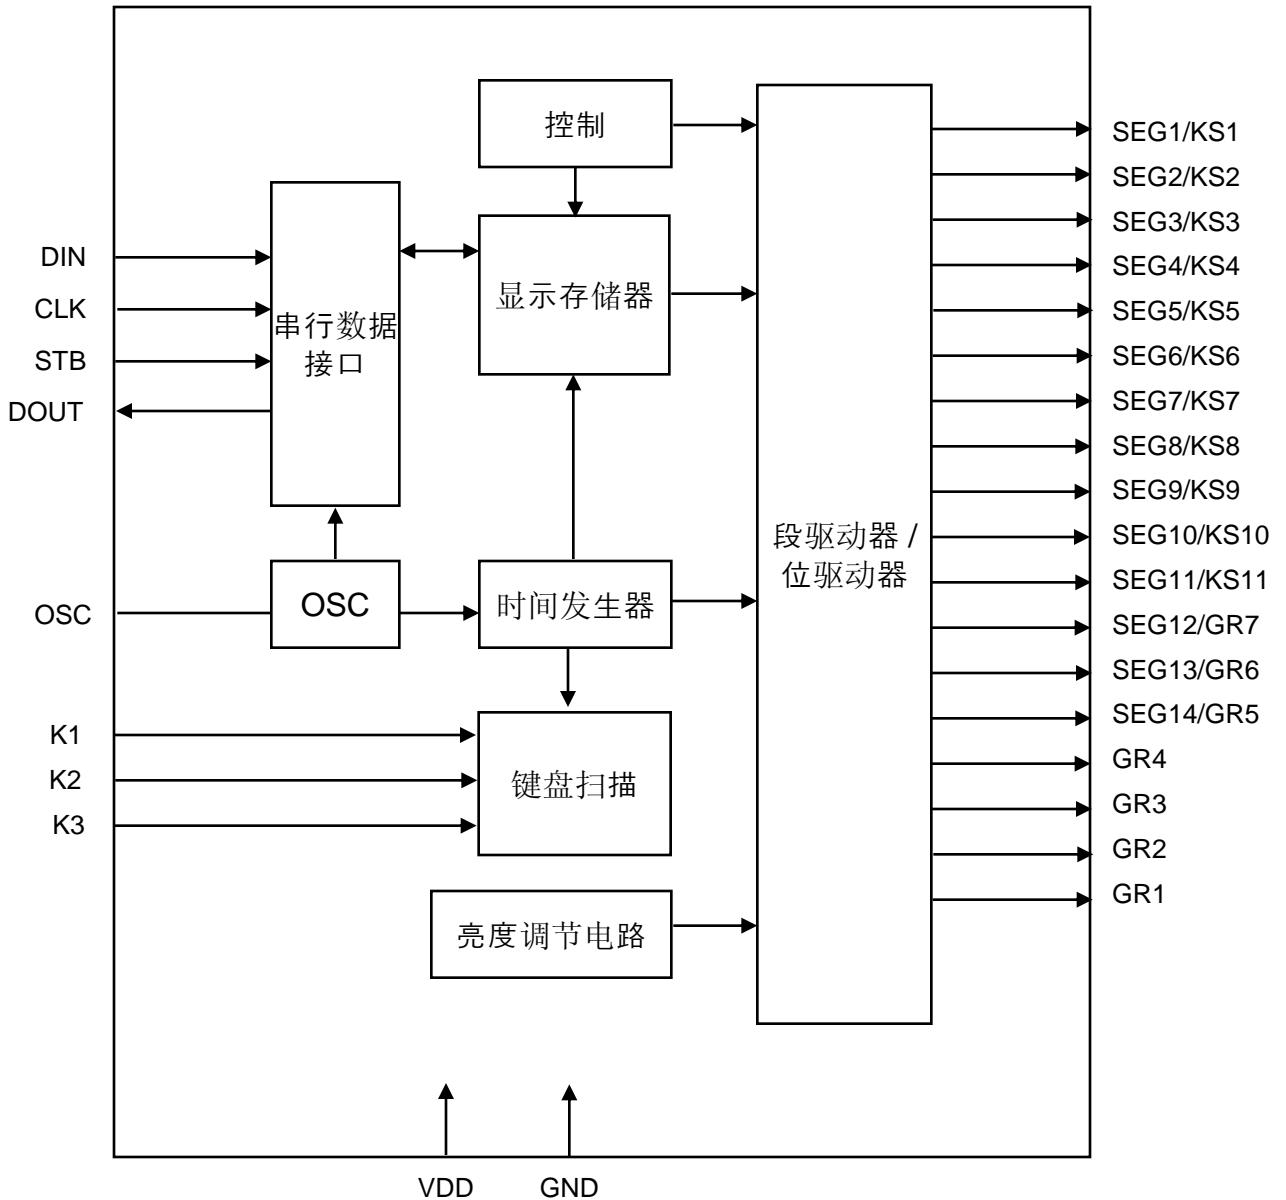 控制
SEG1/KS1
SEG2/KS2
SEG3/KS3
DIN
SEG4/KS4
显示存储器
CLK
串行数据
接口
SEG5/KS5
STB
SEG6/KS6
DOUT
SEG7/KS7
SEG8/KS8
SEG9/KS9
段驱动器 /
位驱动器
SEG10/KS10
SEG11/KS11
OSC
OSC
时间发生器
SEG12/GR7
SEG13/GR6
SEG14/GR5
K1
GR4
K2
键盘扫描
GR3
K3
GR2
GR1
亮度调节电路
VDD
GND